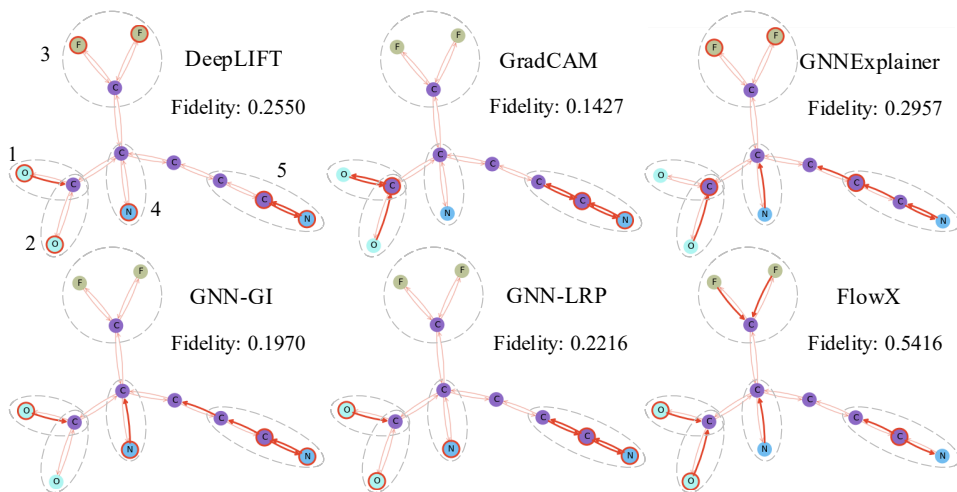 F F
3
DeepLIFT
C
Fidelity: 0.2550
C
C
1
O
C
C
5
C
N
4
N
2
O
F F
GradCAM
C
Fidelity: 0.1427
C
C
O
C
C
C
N
N
O
F F
GNNExplainer
C
Fidelity: 0.2957
C
C
O
C
C
C
N
N
O
F F
GNN-GI
C
Fidelity: 0.1970
C
C
O
C
C
C
N
N
O
F F
GNN-LRP
C
Fidelity: 0.2216
C
C
O
C
C
C
N
N
O
F F
FlowX
C
Fidelity: 0.5416
C
C
O
C
C
C
N
N
O